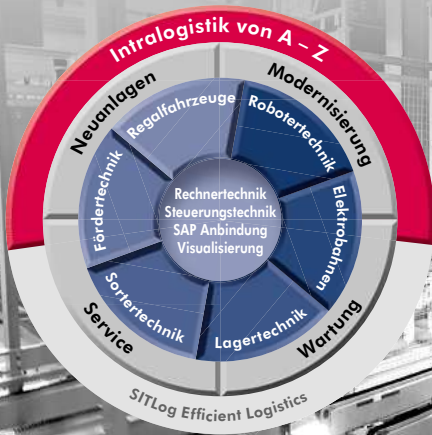 Intralogistik von A – Z
Neuanlagen
Modernisierung
Regalfahrzeuge
Robotertechnik
Fördertechnik
Elektrobahnen
Rechnertechnik
Steuerungstechnik
SAP Anbindung
Visualisierung
Sortertechnik
Lagertechnik
Service
Wartung
SITLog Efficient Logistics